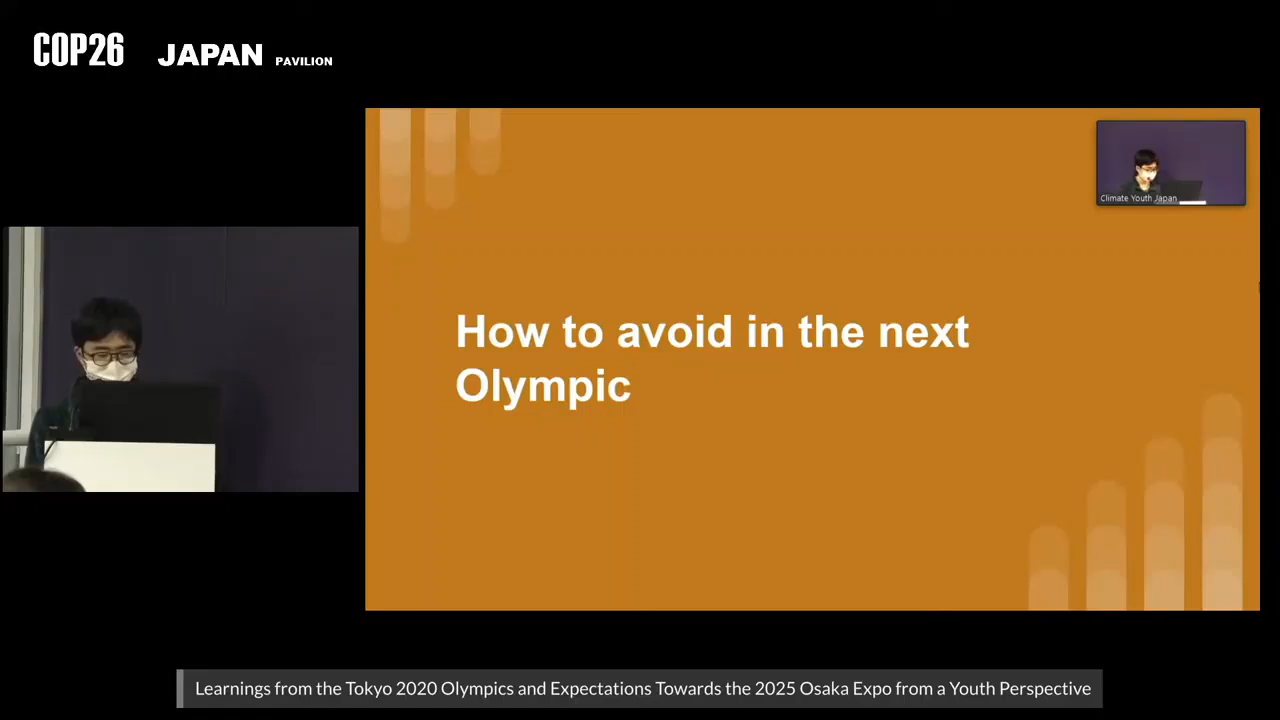 COP26 JAPAN PAVILION
Climate Youth Japan
How to avoid in the next
Olympic
Learnings from the Tokyo 2020 Olympics and Expectations Towards the 2025 Osaka Expo from a Youth Perspective